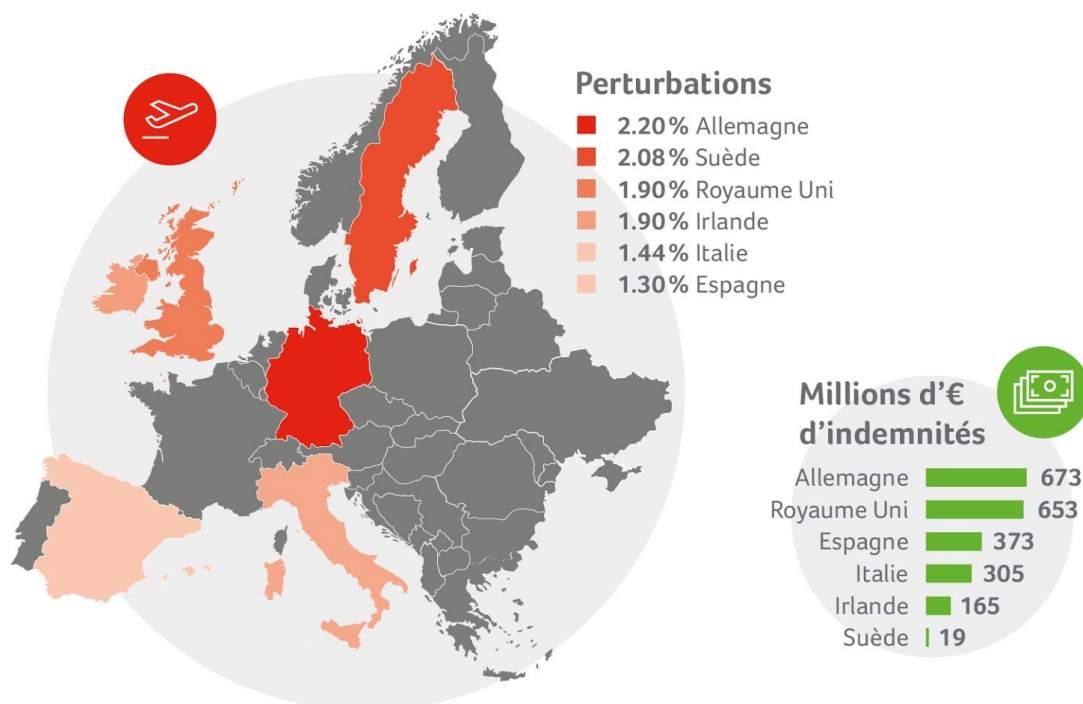 Perturbations
2.20% Allemagne
2.08% Suède
1.90% Royaume Uni
1.90% Irlande
1.44% Italie
1.30% Espagne
Millions d’€
d’indemnités
Allemagne 673
Royaume Uni 653
Espagne 373
Italie 305
Irlande 165
Suède 19